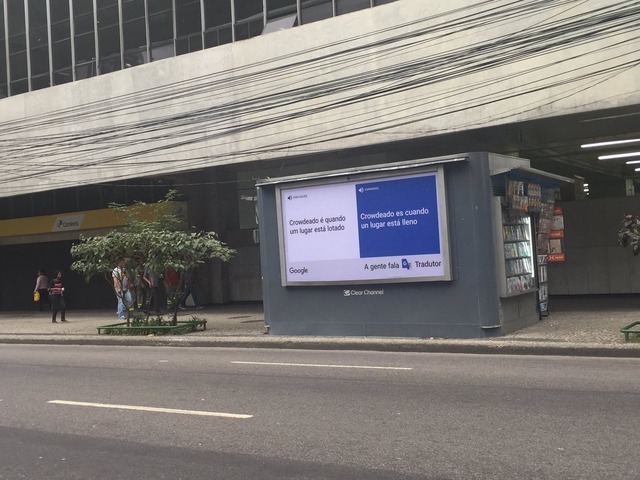 Correios
Crowdeado é quando
um lugar está lotado
Crowdeado es cuando
un lugar está lleno
Google
A gente fala Tradutor
Clear Channel